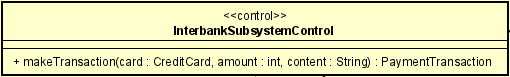 <<control>>
InterbankSubsystemControl
+ makeTransaction(card : CreditCard, amount : int, content : String) : PaymentTransaction